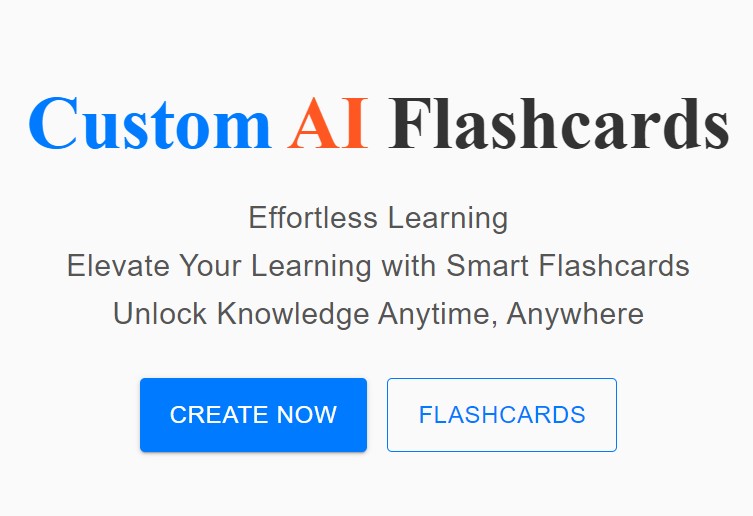 Custom AI Flashcards
Effortless Learning
Elevate Your Learning with Smart Flashcards
Unlock Knowledge Anytime, Anywhere
CREATE NOW
FLASHCARDS